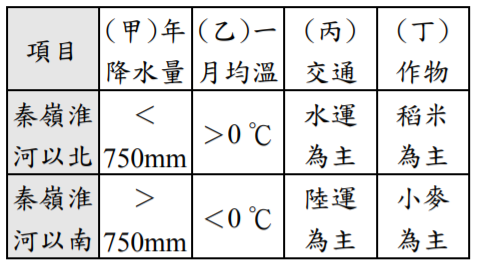 項目 (甲)年降水量 (乙)一月均溫 (丙)交通 (丁)作物
秦嶺淮河以北 <750mm >0 ℃ 水運為主 稻米為主
秦嶺淮河以南 >750mm <0 ℃ 陸運為主 小麥為主